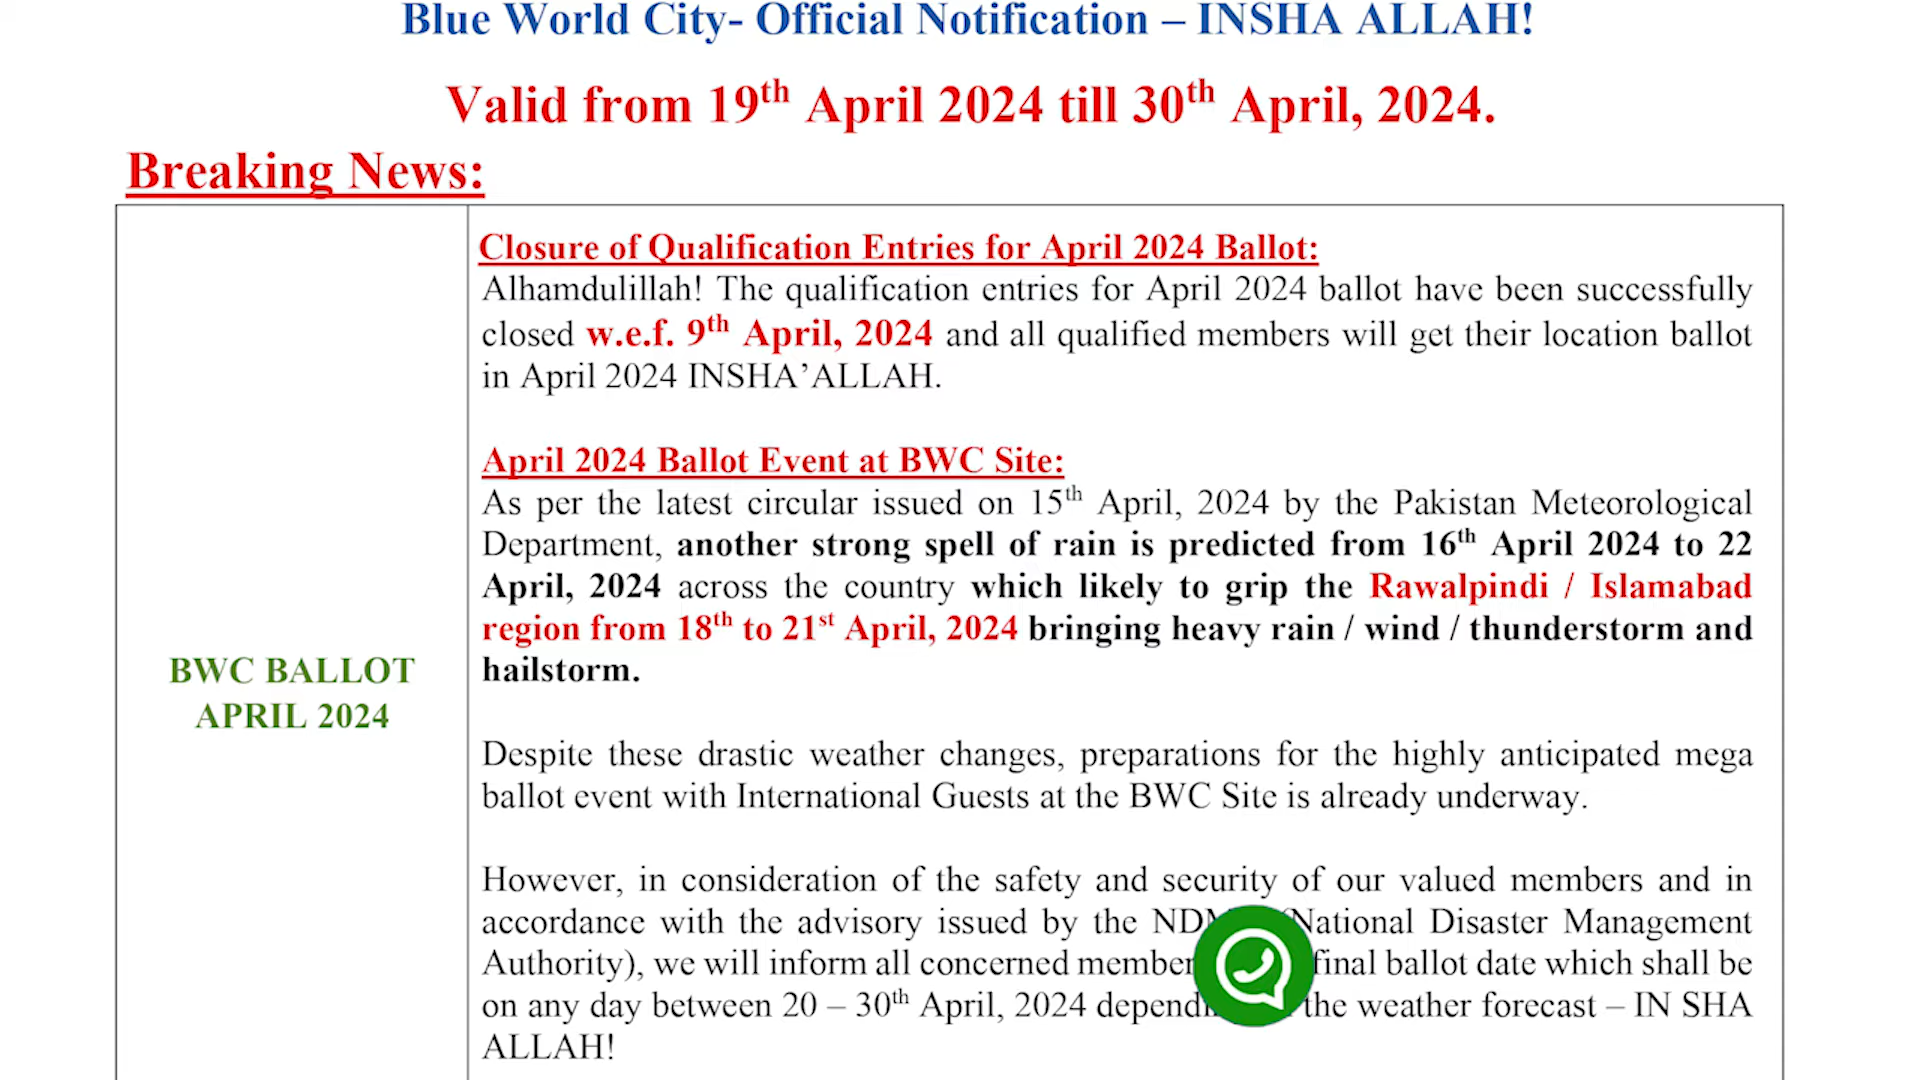 Blue World City- Official Notification – INSHA ALLAH!
Valid from 19th April 2024 till 30th April, 2024.
Breaking News:
BWC BALLOT
APRIL 2024
Closure of Qualification Entries for April 2024 Ballot:
Alhamdulillah! The qualification entries for April 2024 ballot have been successfully
closed w.e.f. 9th April, 2024 and all qualified members will get their location ballot
in April 2024 INSHA’ALLAH.
April 2024 Ballot Event at BWC Site:
As per the latest circular issued on 15th April, 2024 by the Pakistan Meteorological
Department, another strong spell of rain is predicted from 16th April 2024 to 22
April, 2024 across the country which likely to grip the Rawalpindi / Islamabad
region from 18th to 21st April, 2024 bringing heavy rain / wind / thunderstorm and
hailstorm.
Despite these drastic weather changes, preparations for the highly anticipated mega
ballot event with International Guests at the BWC Site is already underway.
However, in consideration of the safety and security of our valued members and in
accordance with the advisory issued by the (National Disaster Management
Authority), we will inform all concerned final ballot date which shall be
on any day between 20 – 30th April, 2024 the weather forecast – IN SHA
ALLAH!